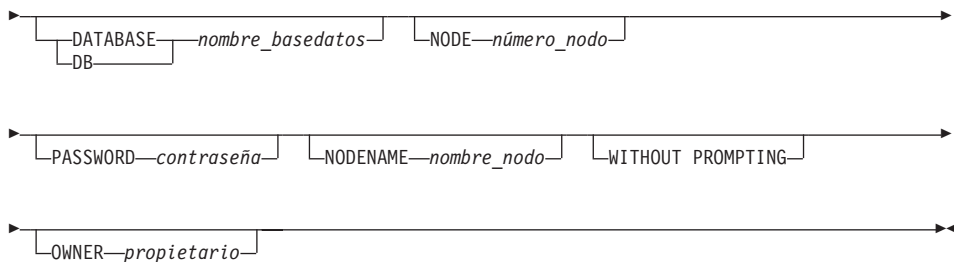 DATABASE nombre_basedatos NODE número_nodo
DB
PASSWORD contraseña NODENAME nombre_nodo WITHOUT PROMPTING
OWNER propietario